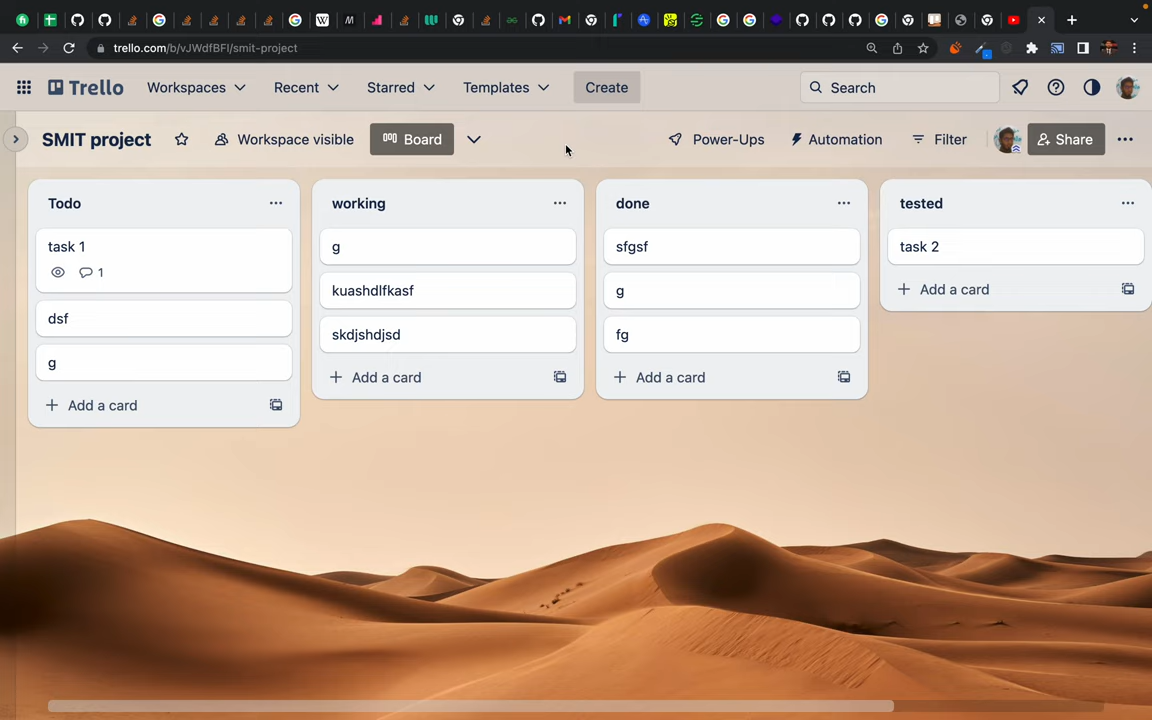 trello.com/b/vJWdfBFl/smit-project
Trello Workspaces Recent Starred Templates Create Search
SMIT project Workspace visible Board Power-Ups Automation Filter Share
Todo
task 1
1
dsf
g
Add a card
working
g
kuashdlfkasf
skdjshdjsd
Add a card
done
sfgsf
g
fg
Add a card
tested
task 2
Add a card